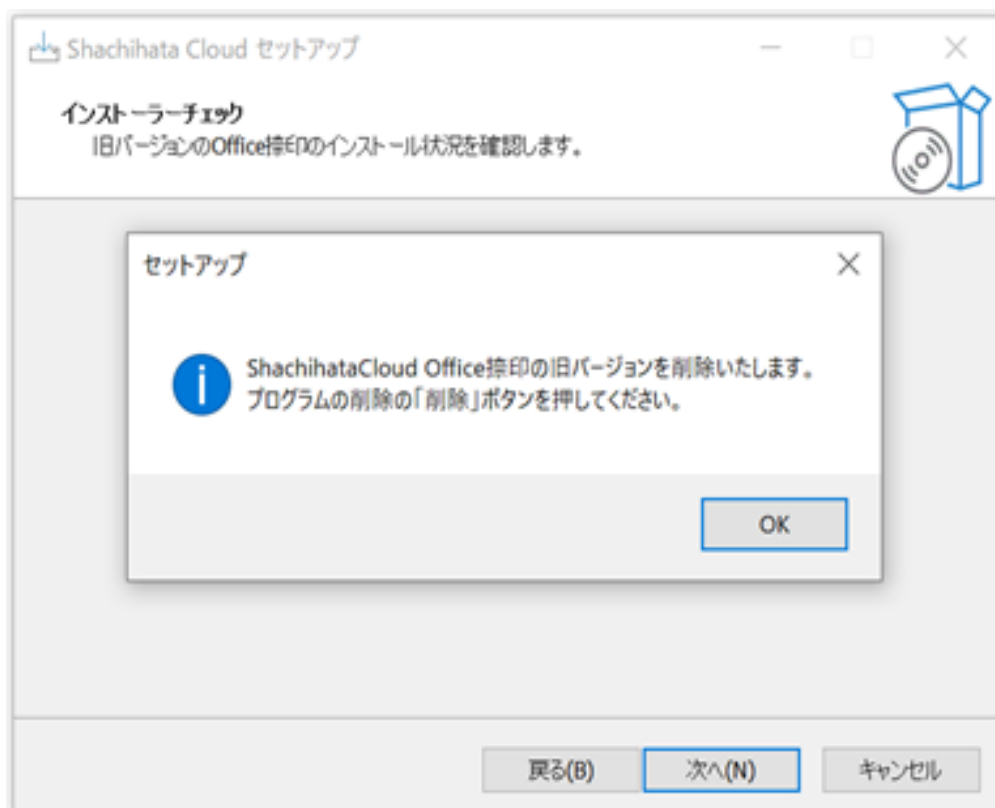 Shachihata Cloud セットアップ
インストーラーチェック
旧バージョンのOffice捺印のインストール状況を確認します。
セットアップ
ShachihataCloud Office捺印の旧バージョンを削除いたします。
プログラムの削除の「削除」ボタンを押してください。
OK
戻る(B)
次へ(N)
キャンセル